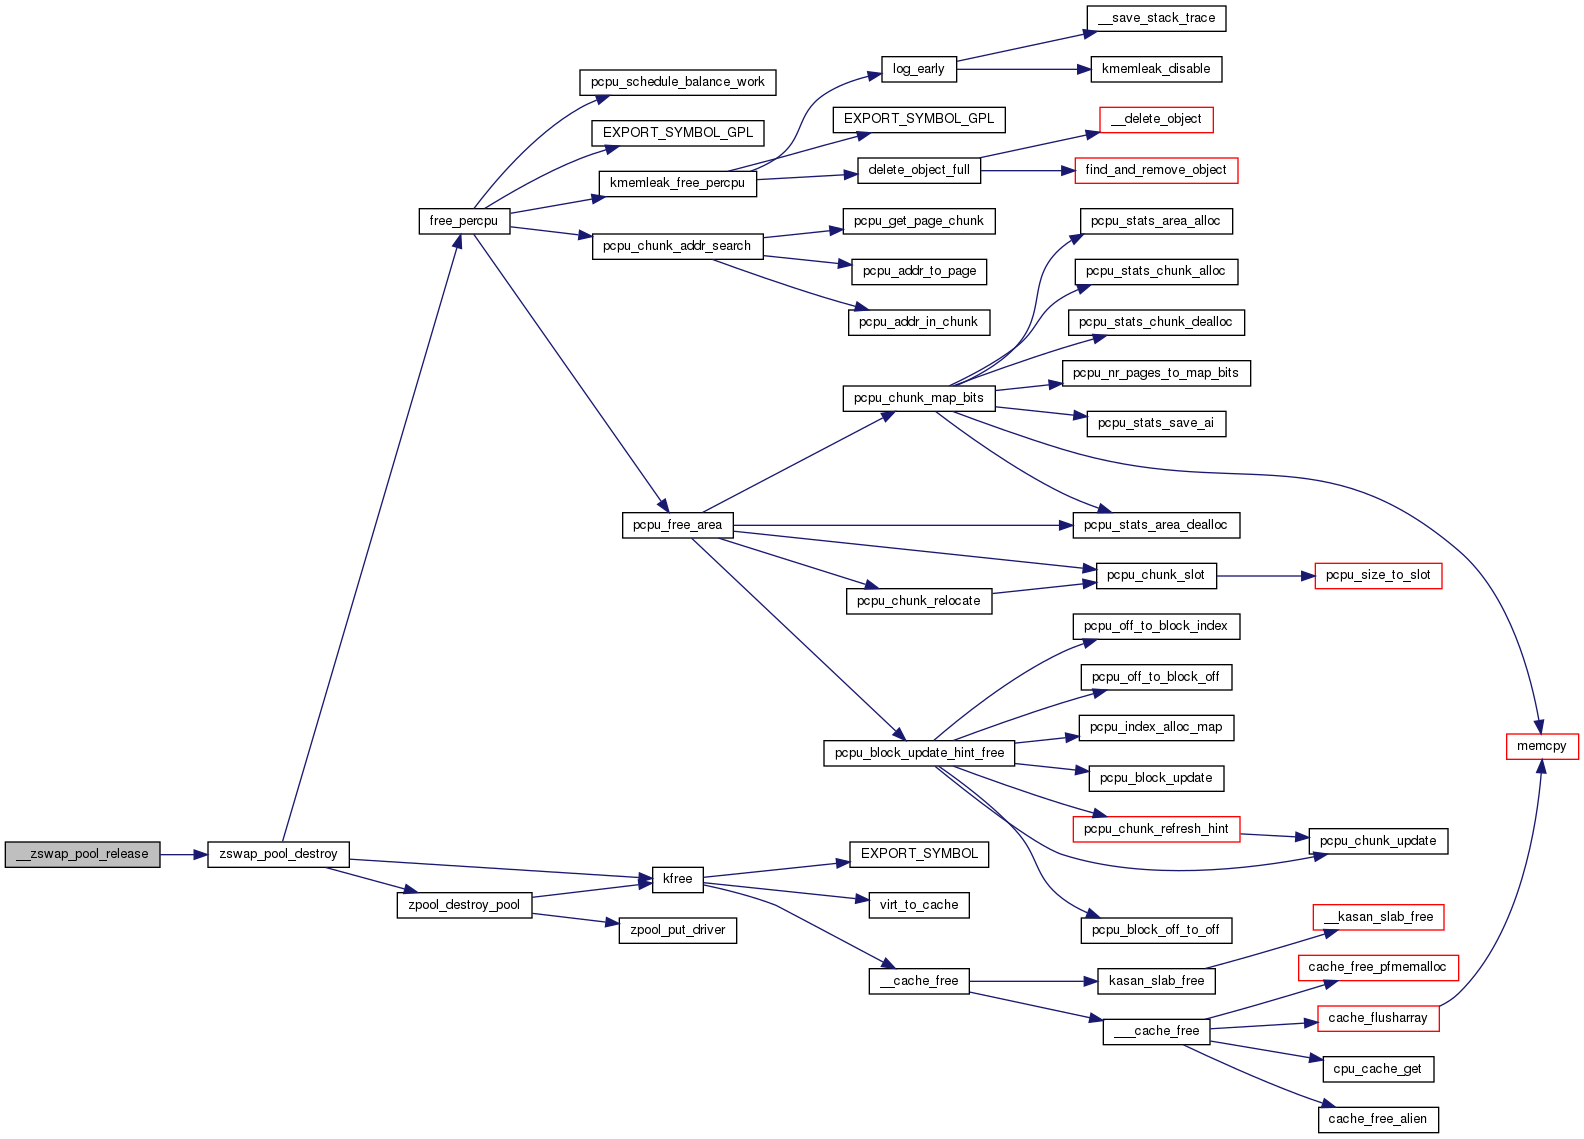 __save_stack_trace
log_early
kmemleak_disable
pcpu_schedule_balance_work
EXPORT_SYMBOL_GPL
EXPORT_SYMBOL_GPL
__delete_object
kmemleak_free_percpu
delete_object_full
find_and_remove_object
free_percpu
pcpu_chunk_addr_search
pcpu_get_page_chunk
pcpu_stats_area_alloc
pcpu_addr_to_page
pcpu_stats_chunk_alloc
pcpu_addr_in_chunk
pcpu_stats_chunk_dealloc
pcpu_nr_pages_to_map_bits
pcpu_chunk_map_bits
pcpu_stats_save_ai
pcpu_free_area
pcpu_stats_area_dealloc
pcpu_chunk_slot
pcpu_size_to_slot
pcpu_chunk_relocate
pcpu_off_to_block_index
pcpu_off_to_block_off
pcpu_index_alloc_map
pcpu_block_update_hint_free
memcpy
pcpu_block_update
pcpu_chunk_refresh_hint
pcpu_chunk_update
__zswap_pool_release
zswap_pool_destroy
EXPORT_SYMBOL
kfree
zpool_destroy_pool
virt_to_cache
zpool_put_driver
pcpu_block_off_to_off
__kasan_slab_free
cache_free_pfmemalloc
__cache_free
kasan_slab_free
cache_flusharray
___cache_free
cpu_cache_get
cache_free_alien